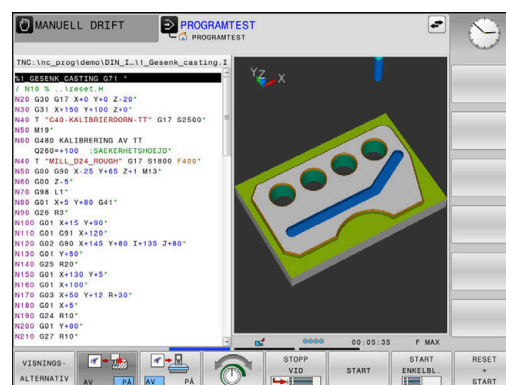 MANUELL DRIFT
PROGRAMTEST
PROGRAMTEST
TNC:\nc_prog\demo\DIN_I…\1_Gesenk_casting.I
%1_GESENK_CASTING G71 *
/ N10 % ..\reset.H
N20 G30 G17 X+0 Y+0 Z-20*
N30 G31 X+150 Y+100 Z+0*
N40 T "C40-KALIBRIERDORN-TT" G17 S2500*
N50 M19*
N60 G480 KALIBRERING AV TT
Q260=+100 ;SAEKERHETSHOEJD*
N40 T "MILL_D24_ROUGH" G17 S1800 F400*
N50 G00 G90 X-25 Y+65 Z+1 M13*
N60 G00 Z-5*
N70 G98 L1*
N80 G01 X+5 Y+80 G41*
N90 G26 R3*
N100 G01 X+15 Y+90*
N110 G01 G91 X+120*
N120 G02 G90 X+145 Y+80 I+135 J+80*
N130 G01 Y+50*
N140 G25 R20*
N150 G01 X+130 Y+5*
N160 G01 X+100*
N170 G03 X+50 Y+12 R+30*
N180 G01 X+5*
N190 G24 R10*
N200 G01 Y+80*
N210 G27 R10*
Y Z X
00:05:35 F MAX
VISNINGS-
ALTERNATIV
AV PÅ
AV PÅ
STOPP
VID
START
START
ENKELBL.
RESET
+
START